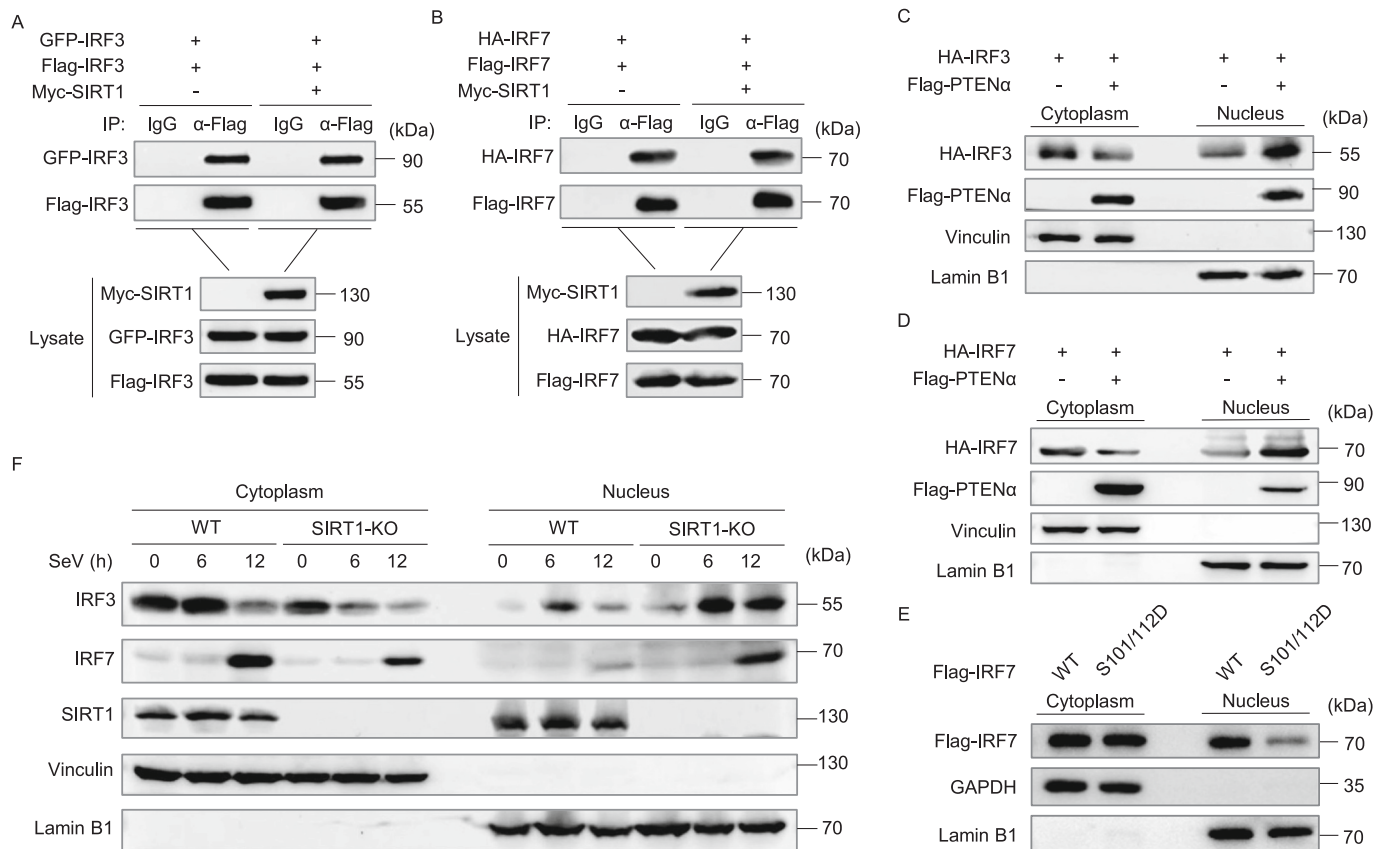 A
GFP-IRF3 + +
Flag-IRF3 + +
Myc-SIRT1 - +
IP: IgG α-Flag IgG α-Flag (kDa)
GFP-IRF3 90
Flag-IRF3 55
Lysate
Myc-SIRT1 130
GFP-IRF3 90
Flag-IRF3 55
B
HA-IRF7 + +
Flag-IRF7 + +
Myc-SIRT1 - +
IP: IgG α-Flag IgG α-Flag (kDa)
HA-IRF7 70
Flag-IRF7 70
Lysate
Myc-SIRT1 130
HA-IRF7 70
Flag-IRF7 70
C
HA-IRF3 + + + +
Flag-PTENα - + - +
Cytoplasm Nucleus (kDa)
HA-IRF3 55
Flag-PTENα 90
Vinculin 130
Lamin B1 70
D
HA-IRF7 + + + +
Flag-PTENα - + - +
Cytoplasm Nucleus (kDa)
HA-IRF7 70
Flag-PTENα 90
Vinculin 130
Lamin B1 70
E
Flag-IRF7 WT S101/112D WT S101/112D
Cytoplasm Nucleus (kDa)
Flag-IRF7 70
GAPDH 35
Lamin B1 70
F
Cytoplasm Nucleus
WT SIRT1-KO WT SIRT1-KO
SeV (h) 0 6 12 0 6 12 0 6 12 0 6 12 (kDa)
IRF3 55
IRF7 70
SIRT1 130
Vinculin 130
Lamin B1 70